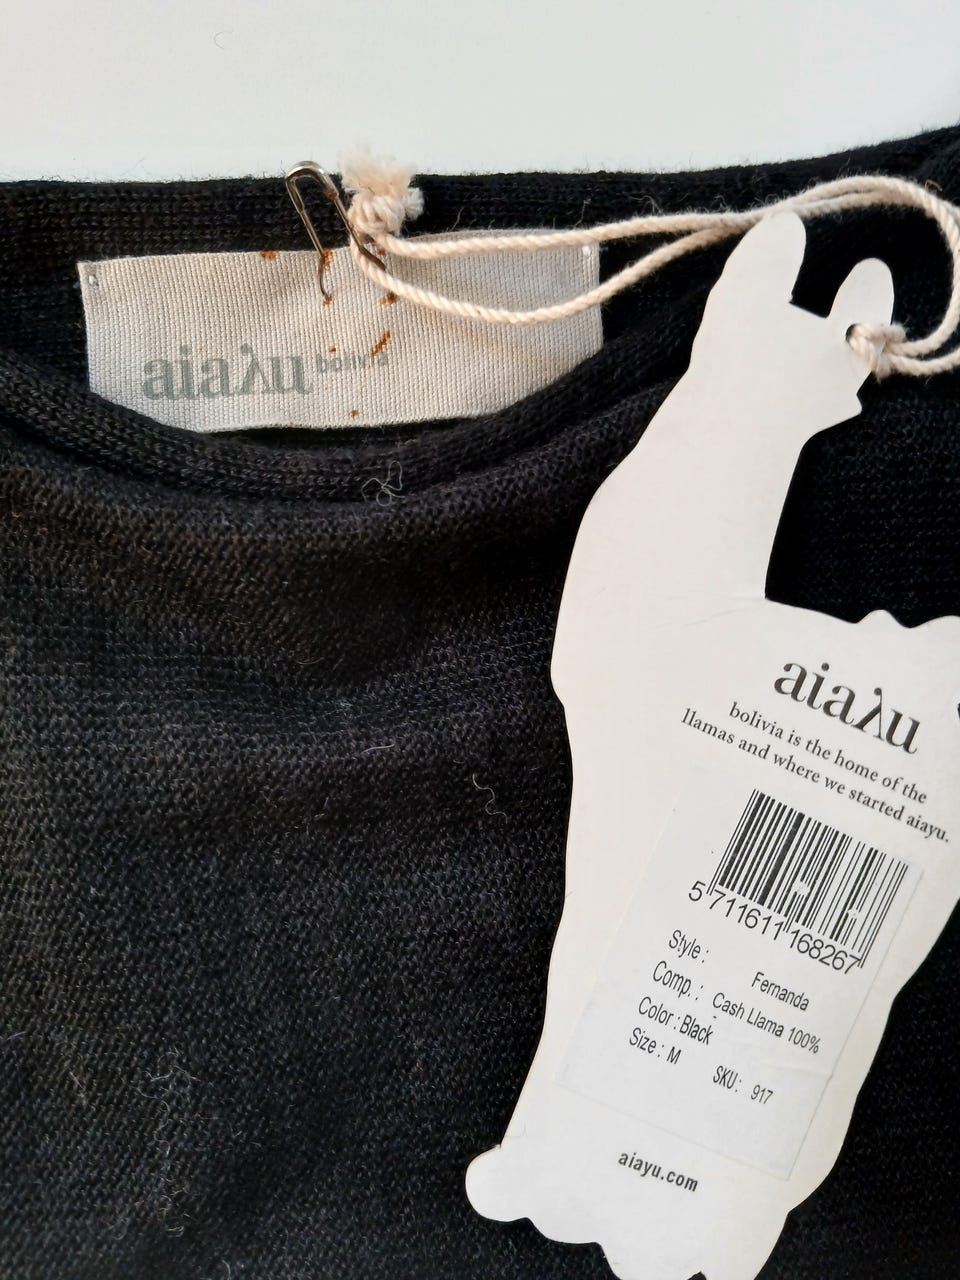 aiaλu bolivia
aiaλu
bolivia is the home of the
llamas and where we started aiayu.
5 711611 168267
Style : Fernanda
Comp. : Cash Llama 100%
Color : Black
Size : M
SKU: 917
aiayu.com